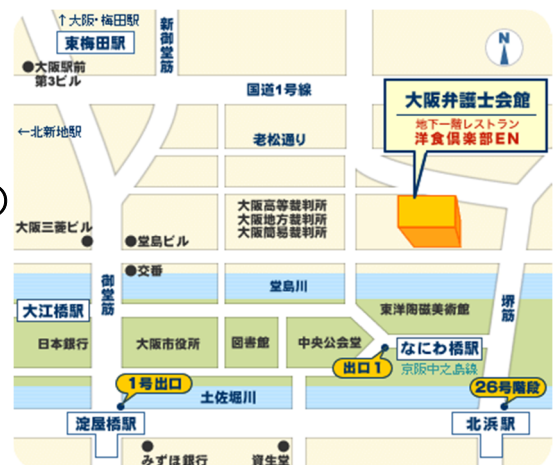 ↑大阪・梅田駅
東梅田駅
新御堂筋
N
●大阪駅前
第3ビル
国道1号線
大阪弁護士会館
地下一階レストラン
洋食倶楽部EN
←北新地駅
老松通り
大阪高等裁判所
大阪地方裁判所
大阪簡易裁判所
大阪三菱ビル
●堂島ビル
●交番
御堂筋
堂島川
堺筋
大江橋駅
東洋陶磁美術館
日本銀行
大阪市役所
図書館
中央公会堂
なにわ橋駅
出口1
京阪中之島線
1号出口
土佐堀川
26号階段
淀屋橋駅
北浜駅
みずほ銀行
資生堂